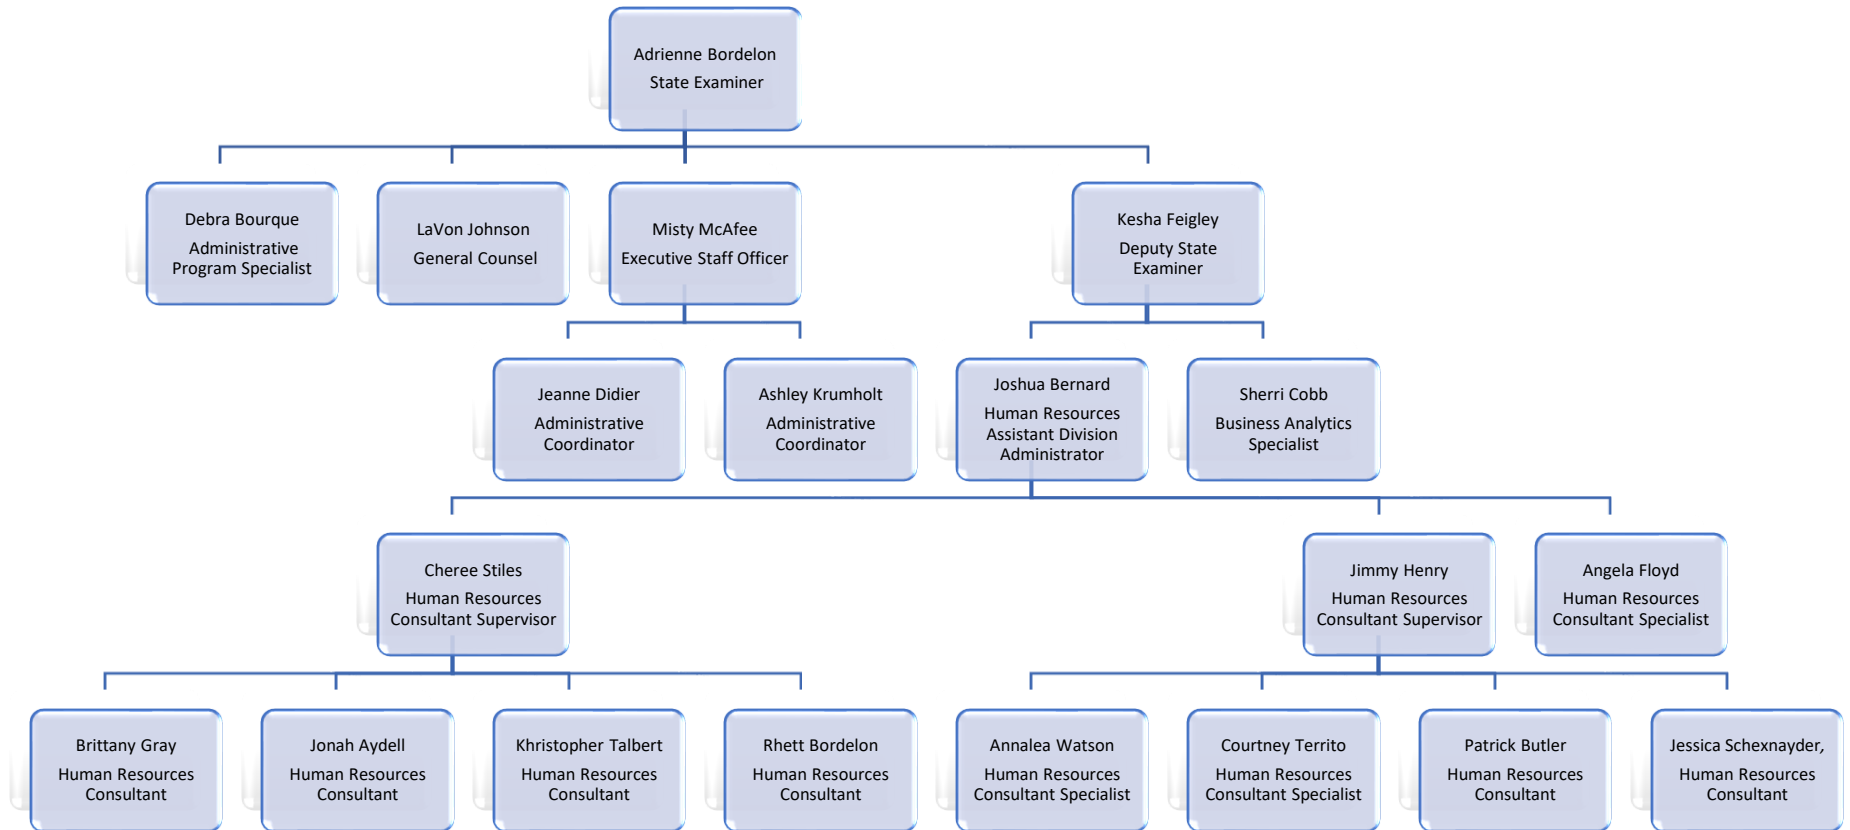 Adrienne Bordelon
State Examiner
Debra Bourque
Administrative
Program Specialist
LaVon Johnson
General Counsel
Misty McAfee
Executive Staff Officer
Kesha Feigley
Deputy State
Examiner
Jeanne Didier
Administrative
Coordinator
Ashley Krumholt
Administrative
Coordinator
Joshua Bernard
Human Resources
Assistant Division
Administrator
Sherri Cobb
Business Analytics
Specialist
Cheree Stiles
Human Resources
Consultant Supervisor
Jimmy Henry
Human Resources
Consultant Supervisor
Angela Floyd
Human Resources
Consultant Specialist
Brittany Gray
Human Resources
Consultant
Jonah Aydell
Human Resources
Consultant
Khristopher Talbert
Human Resources
Consultant
Rhett Bordelon
Human Resources
Consultant
Annalea Watson
Human Resources
Consultant Specialist
Courtney Territo
Human Resources
Consultant Specialist
Patrick Butler
Human Resources
Consultant
Jessica Schexnayder,
Human Resources
Consultant